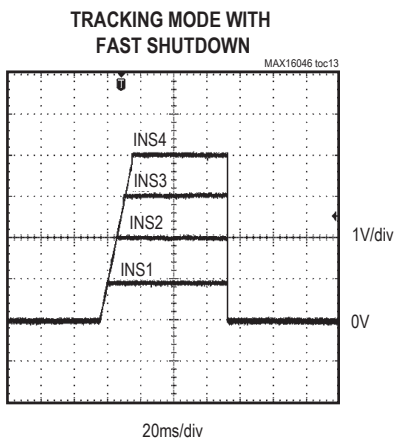 TRACKING MODE WITH
FAST SHUTDOWN
MAX16046 toc13
T
INS4
INS3
INS2
1V/div
INS1
0V
20ms/div